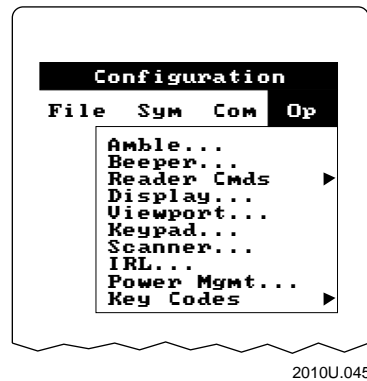 Configuration
File Sym Com Op
Amble...
Beeper...
Reader Cmds ▶
Display...
Viewport...
Keypad...
Scanner...
IRL...
Power Mgmt...
Key Codes ▶
2010U.045